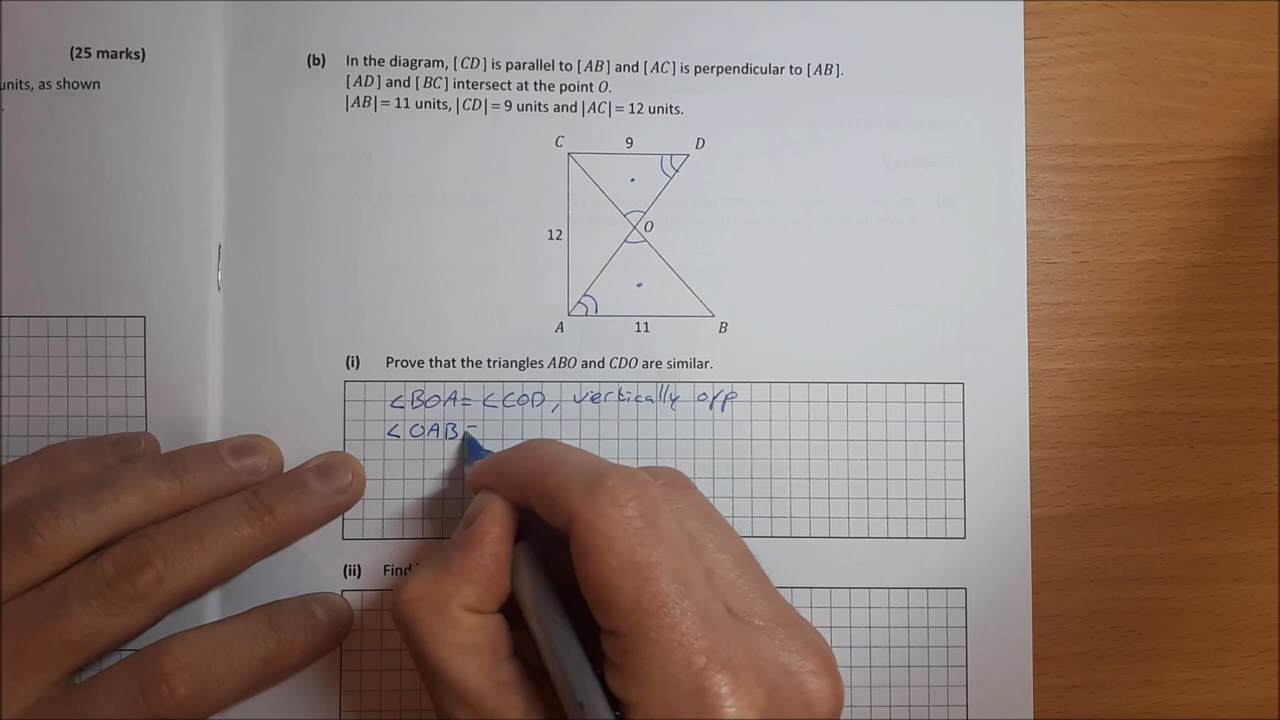 (25 marks)
units, as shown
(b) In the diagram, [CD] is parallel to [AB] and [AC] is perpendicular to [AB].
[AD] and [BC] intersect at the point O.
|AB| = 11 units, |CD| = 9 units and |AC| = 12 units.
C 9 D
12 O
A 11 B
(i) Prove that the triangles ABO and CDO are similar.
∠BOA = ∠COD, vertically opp
∠OAB =
(ii) Find